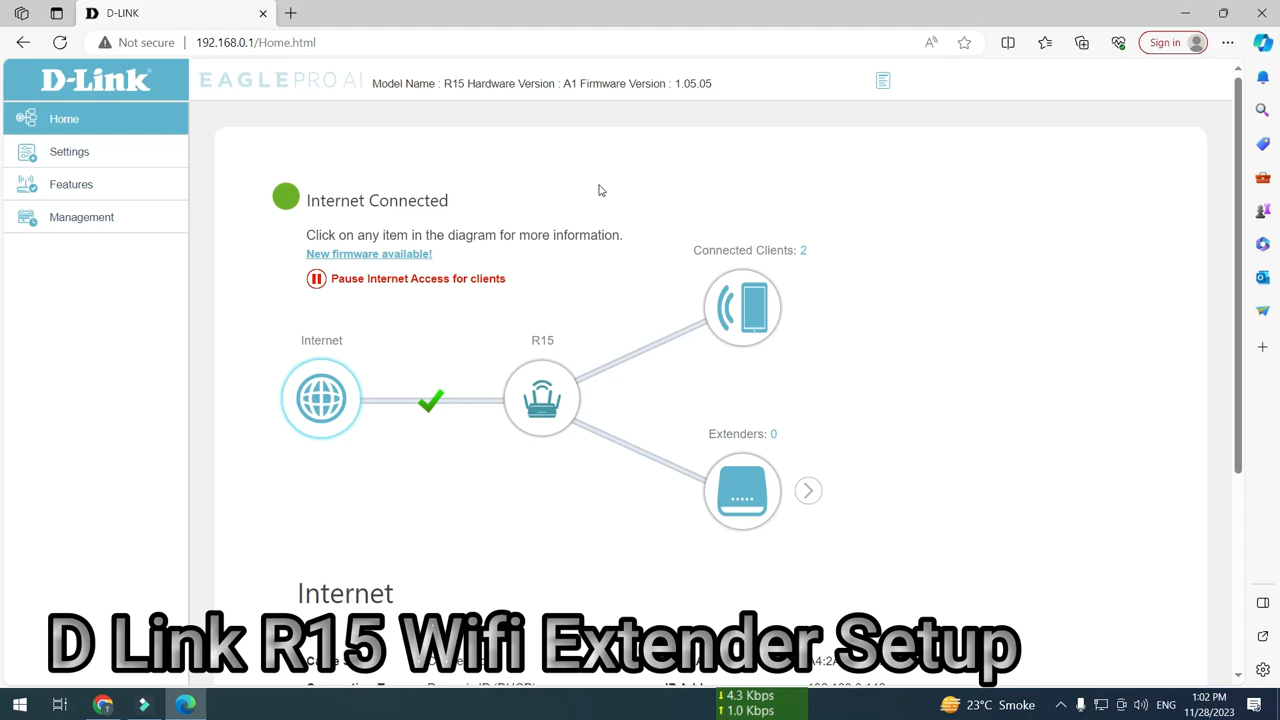 D-LINK
Not secure
192.168.0.1/Home.html
Sign in
D-Link
EAGLE PRO AI
Model Name : R15 Hardware Version : A1 Firmware Version : 1.05.05
Home
Settings
Features
Management
Internet Connected
Click on any item in the diagram for more information.
New firmware available!
Pause Internet Access for clients
Connected Clients: 2
Internet
R15
Extenders: 0
Internet
D Link R15 Wifi Extender Setup
4.3 Kbps
1.0 Kbps
23°C Smoke
ENG
1:02 PM
11/28/2023